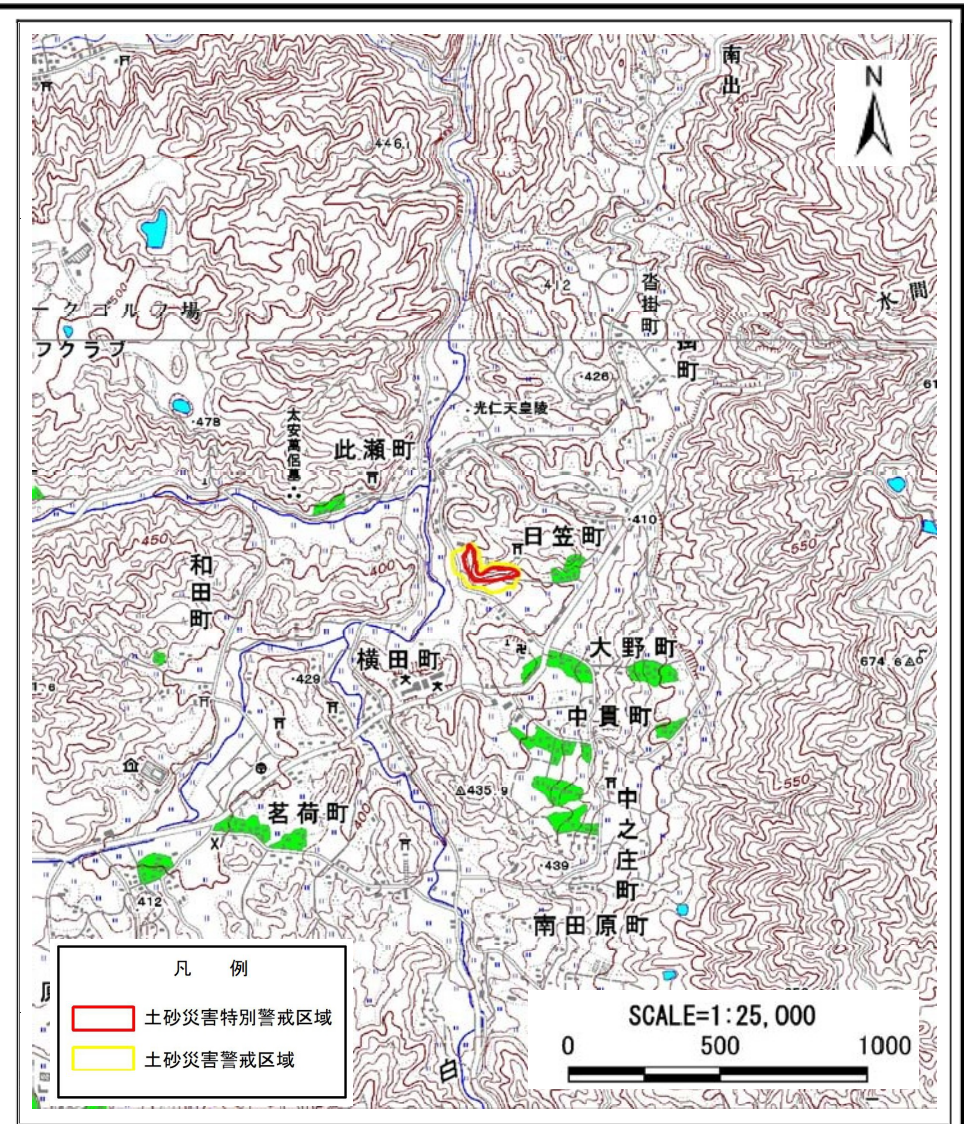 南出
N
446.1
500
412
沓掛町
水間
ークゴルフ場
フクラブ
掛町
426
光仁天皇陵
478
太安萬侶墓
此瀬町
410
日笠町
450
400
550
和田町
大野町
横田町
674.6
429
中貫町
550
435.9
茗荷町
400
中之庄町
439
412
南田原町
白
凡 例
土砂災害特別警戒区域
土砂災害警戒区域
SCALE=1:25,000
0 500 1000